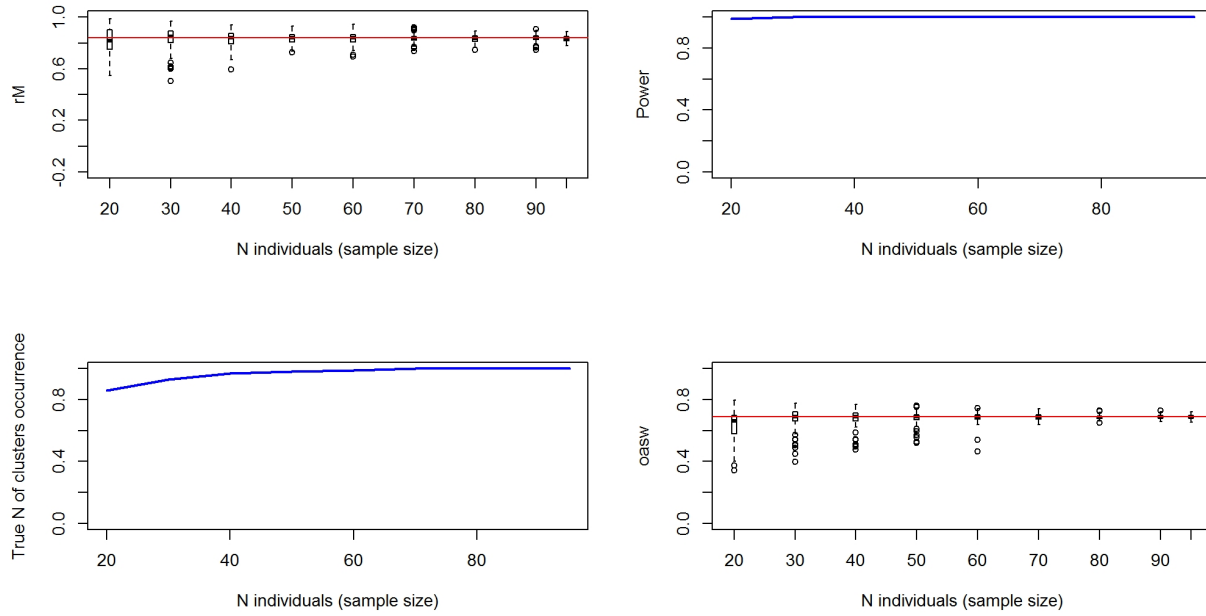 rM
-0.2 0.2 0.6 1.0
20 30 40 50 60 70 80 90
N individuals (sample size)
Power
0.0 0.4 0.8
20 40 60 80
N individuals (sample size)
True N of clusters occurrence
0.0 0.4 0.8
20 40 60 80
N individuals (sample size)
oasw
0.0 0.4 0.8
20 30 40 50 60 70 80 90
N individuals (sample size)